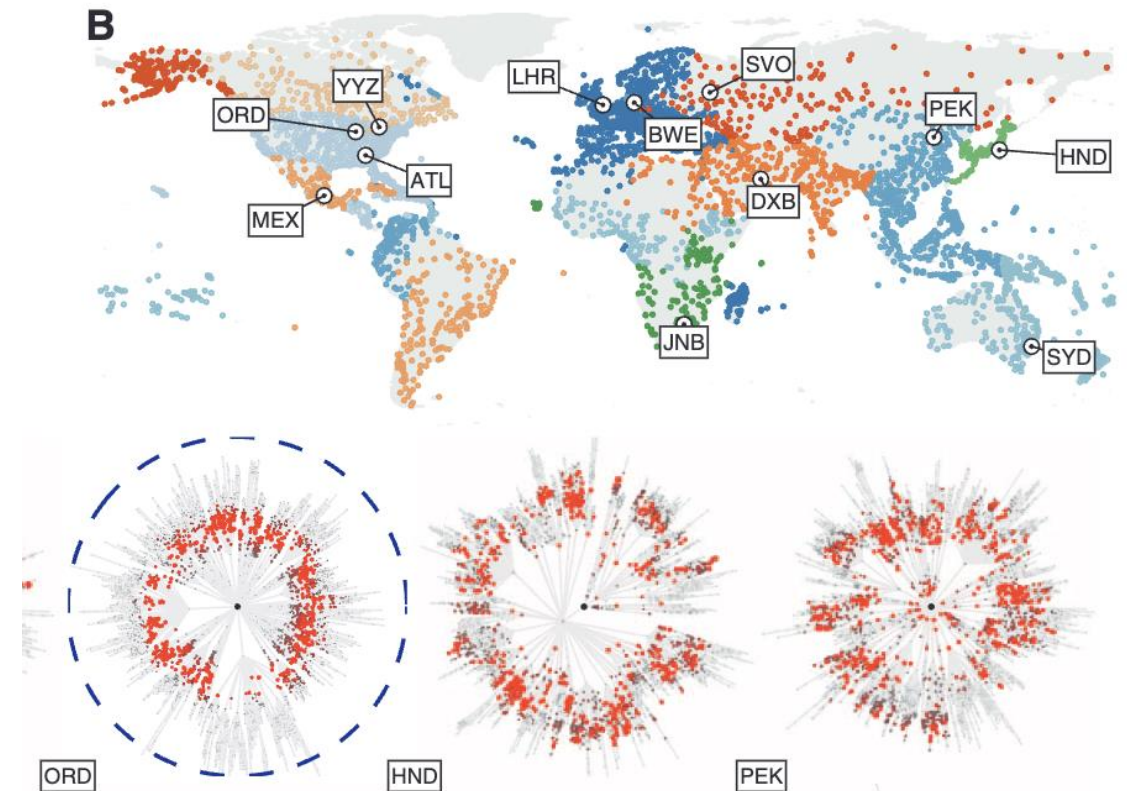 B
LHR
SVO
YYZ
ORD
PEK
BWE
HND
ATL
DXB
MEX
JNB
SYD
ORD
HND
PEK